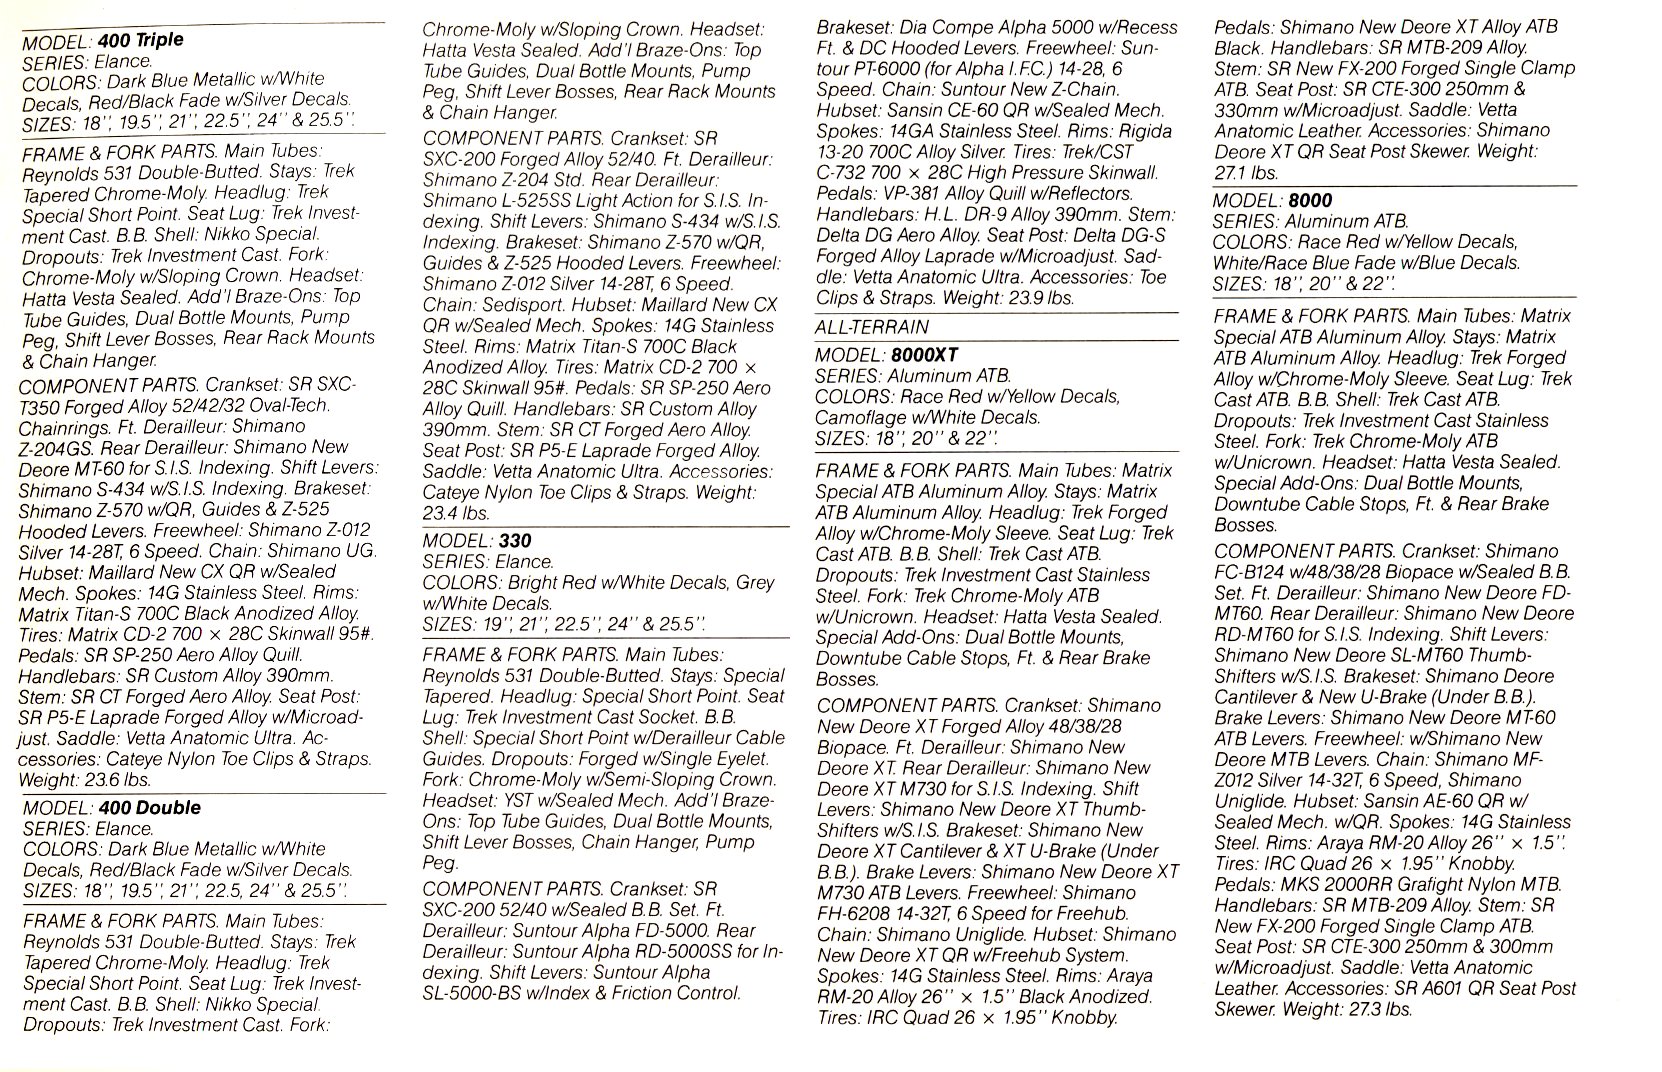 MODEL: 400 Triple
SERIES: Elance.
COLORS: Dark Blue Metallic w/White
Decals, Red/Black Fade w/Silver Decals.
SIZES: 18", 19.5", 21", 22.5", 24" & 25.5".
FRAME & FORK PARTS. Main Tubes:
Reynolds 531 Double-Butted. Stays: Trek
Tapered Chrome-Moly. Headlug: Trek
Special Short Point. Seat Lug: Trek Invest-
ment Cast. B.B. Shell: Nikko Special.
Dropouts: Trek Investment Cast. Fork:
Chrome-Moly w/Sloping Crown. Headset:
Hatta Vesta Sealed. Add'l Braze-Ons: Top
Tube Guides, Dual Bottle Mounts, Pump
Peg, Shift Lever Bosses, Rear Rack Mounts
& Chain Hanger.
COMPONENT PARTS. Crankset: SR SXC-
T350 Forged Alloy 52/42/32 Oval-Tech.
Chainrings. Ft. Derailleur: Shimano
Z-204GS. Rear Derailleur: Shimano New
Deore MT-60 for S.I.S. Indexing. Shift Levers:
Shimano S-434 w/S.I.S. Indexing. Brakeset:
Shimano Z-570 w/QR, Guides & Z-525
Hooded Levers. Freewheel: Shimano Z-012
Silver 14-28T, 6 Speed. Chain: Shimano UG.
Hubset: Maillard New CX QR w/Sealed
Mech. Spokes: 14G Stainless Steel. Rims:
Matrix Titan-S 700C Black Anodized Alloy.
Tires: Matrix CD-2 700 × 28C Skinwall 95#.
Pedals: SR SP-250 Aero Alloy Quill.
Handlebars: SR Custom Alloy 390mm.
Stem: SR CT Forged Aero Alloy. Seat Post:
SR P5-E Laprade Forged Alloy w/Microad-
just. Saddle: Vetta Anatomic Ultra. Ac-
cessories: Cateye Nylon Toe Clips & Straps.
Weight: 23.6 lbs.
MODEL: 400 Double
SERIES: Elance.
COLORS: Dark Blue Metallic w/White
Decals, Red/Black Fade w/Silver Decals.
SIZES: 18", 19.5", 21", 22.5, 24" & 25.5".
FRAME & FORK PARTS. Main Tubes:
Reynolds 531 Double-Butted. Stays: Trek
Tapered Chrome-Moly. Headlug: Trek
Special Short Point. Seat Lug: Trek Invest-
ment Cast. B.B. Shell: Nikko Special.
Dropouts: Trek Investment Cast. Fork:
Chrome-Moly w/Sloping Crown. Headset:
Hatta Vesta Sealed. Add'l Braze-Ons: Top
Tube Guides, Dual Bottle Mounts, Pump
Peg, Shift Lever Bosses, Rear Rack Mounts
& Chain Hanger.
COMPONENT PARTS. Crankset: SR
SXC-200 Forged Alloy 52/40. Ft. Derailleur:
Shimano Z-204 Std. Rear Derailleur:
Shimano L-525SS Light Action for S.I.S. In-
dexing. Shift Levers: Shimano S-434 w/S.I.S.
Indexing. Brakeset: Shimano Z-570 w/QR,
Guides & Z-525 Hooded Levers. Freewheel:
Shimano Z-012 Silver 14-28T, 6 Speed.
Chain: Sedisport. Hubset: Maillard New CX
QR w/Sealed Mech. Spokes: 14G Stainless
Steel. Rims: Matrix Titan-S 700C Black
Anodized Alloy. Tires: Matrix CD-2 700 ×
28C Skinwall 95#. Pedals: SR SP-250 Aero
Alloy Quill. Handlebars: SR Custom Alloy
390mm. Stem: SR CT Forged Aero Alloy.
Seat Post: SR P5-E Laprade Forged Alloy.
Saddle: Vetta Anatomic Ultra. Accessories:
Cateye Nylon Toe Clips & Straps. Weight:
23.4 lbs.
MODEL: 330
SERIES: Elance.
COLORS: Bright Red w/White Decals, Grey
w/White Decals.
SIZES: 19", 21", 22.5", 24" & 25.5".
FRAME & FORK PARTS. Main Tubes:
Reynolds 531 Double-Butted. Stays: Special
Tapered. Headlug: Special Short Point. Seat
Lug: Trek Investment Cast Socket. B.B.
Shell: Special Short Point w/Derailleur Cable
Guides. Dropouts: Forged w/Single Eyelet.
Fork: Chrome-Moly w/Semi-Sloping Crown.
Headset: YST w/Sealed Mech. Add'l Braze-
Ons: Top Tube Guides, Dual Bottle Mounts,
Shift Lever Bosses, Chain Hanger, Pump
Peg.
COMPONENT PARTS. Crankset: SR
SXC-200 52/40 w/Sealed B.B. Set. Ft.
Derailleur: Suntour Alpha FD-5000. Rear
Derailleur: Suntour Alpha RD-5000SS for In-
dexing. Shift Levers: Suntour Alpha
SL-5000-BS w/Index & Friction Control.
Brakeset: Dia Compe Alpha 5000 w/Recess
Ft. & DC Hooded Levers. Freewheel: Sun-
tour PT-6000 (for Alpha I.F.C.) 14-28, 6
Speed. Chain: Suntour New Z-Chain.
Hubset: Sansin CE-60 QR w/Sealed Mech.
Spokes: 14GA Stainless Steel. Rims: Rigida
13-20 700C Alloy Silver. Tires: Trek/CST
C-732 700 × 28C High Pressure Skinwall.
Pedals: VP-381 Alloy Quill w/Reflectors.
Handlebars: H.L. DR-9 Alloy 390mm. Stem:
Delta DG Aero Alloy. Seat Post: Delta DG-S
Forged Alloy Laprade w/Microadjust. Sad-
dle: Vetta Anatomic Ultra. Accessories: Toe
Clips & Straps. Weight: 23.9 lbs.
ALL-TERRAIN
MODEL: 8000XT
SERIES: Aluminum ATB.
COLORS: Race Red w/Yellow Decals,
Camoflage w/White Decals.
SIZES: 18", 20" & 22".
FRAME & FORK PARTS. Main Tubes: Matrix
Special ATB Aluminum Alloy. Stays: Matrix
ATB Aluminum Alloy. Headlug: Trek Forged
Alloy w/Chrome-Moly Sleeve. Seat Lug: Trek
Cast ATB. B.B. Shell: Trek Cast ATB.
Dropouts: Trek Investment Cast Stainless
Steel. Fork: Trek Chrome-Moly ATB
w/Unicrown. Headset: Hatta Vesta Sealed.
Special Add-Ons: Dual Bottle Mounts,
Downtube Cable Stops, Ft. & Rear Brake
Bosses.
COMPONENT PARTS. Crankset: Shimano
New Deore XT Forged Alloy 48/38/28
Biopace. Ft. Derailleur: Shimano New
Deore XT. Rear Derailleur: Shimano New
Deore XT M730 for S.I.S. Indexing. Shift
Levers: Shimano New Deore XT Thumb-
Shifters w/S.I.S. Brakeset: Shimano New
Deore XT Cantilever & XT U-Brake (Under
B.B.). Brake Levers: Shimano New Deore XT
M730 ATB Levers. Freewheel: Shimano
FH-6208 14-32T, 6 Speed for Freehub.
Chain: Shimano Uniglide. Hubset: Shimano
New Deore XT QR w/Freehub System.
Spokes: 14G Stainless Steel. Rims: Araya
RM-20 Alloy 26" × 1.5" Black Anodized.
Tires: IRC Quad 26 × 1.95" Knobby.
Pedals: Shimano New Deore XT Alloy ATB
Black. Handlebars: SR MTB-209 Alloy.
Stem: SR New FX-200 Forged Single Clamp
ATB. Seat Post: SR CTE-300 250mm &
330mm w/Microadjust. Saddle: Vetta
Anatomic Leather. Accessories: Shimano
Deore XT QR Seat Post Skewer. Weight:
27.1 lbs.
MODEL: 8000
SERIES: Aluminum ATB.
COLORS: Race Red w/Yellow Decals,
White/Race Blue Fade w/Blue Decals.
SIZES: 18", 20" & 22".
FRAME & FORK PARTS. Main Tubes: Matrix
Special ATB Aluminum Alloy. Stays: Matrix
ATB Aluminum Alloy. Headlug: Trek Forged
Alloy w/Chrome-Moly Sleeve. Seat Lug: Trek
Cast ATB. B.B. Shell: Trek Cast ATB.
Dropouts: Trek Investment Cast Stainless
Steel. Fork: Trek Chrome-Moly ATB
w/Unicrown. Headset: Hatta Vesta Sealed.
Special Add-Ons: Dual Bottle Mounts,
Downtube Cable Stops, Ft. & Rear Brake
Bosses.
COMPONENT PARTS. Crankset: Shimano
FC-B124 w/48/38/28 Biopace w/Sealed B.B.
Set. Ft. Derailleur: Shimano New Deore FD-
MT60. Rear Derailleur: Shimano New Deore
RD-MT60 for S.I.S. Indexing. Shift Levers:
Shimano New Deore SL-MT60 Thumb-
Shifters w/S.I.S. Brakeset: Shimano Deore
Cantilever & New U-Brake (Under B.B.).
Brake Levers: Shimano New Deore MT-60
ATB Levers. Freewheel: w/Shimano New
Deore MTB Levers. Chain: Shimano MF-
Z012 Silver 14-32T, 6 Speed, Shimano
Uniglide. Hubset: Sansin AE-60 QR w/
Sealed Mech. w/QR. Spokes: 14G Stainless
Steel. Rims: Araya RM-20 Alloy 26" × 1.5".
Tires: IRC Quad 26 × 1.95" Knobby.
Pedals: MKS 2000RR Grafight Nylon MTB.
Handlebars: SR MTB-209 Alloy. Stem: SR
New FX-200 Forged Single Clamp ATB.
Seat Post: SR CTE-300 250mm & 300mm
w/Microadjust. Saddle: Vetta Anatomic
Leather. Accessories: SR A601 QR Seat Post
Skewer. Weight: 27.3 lbs.